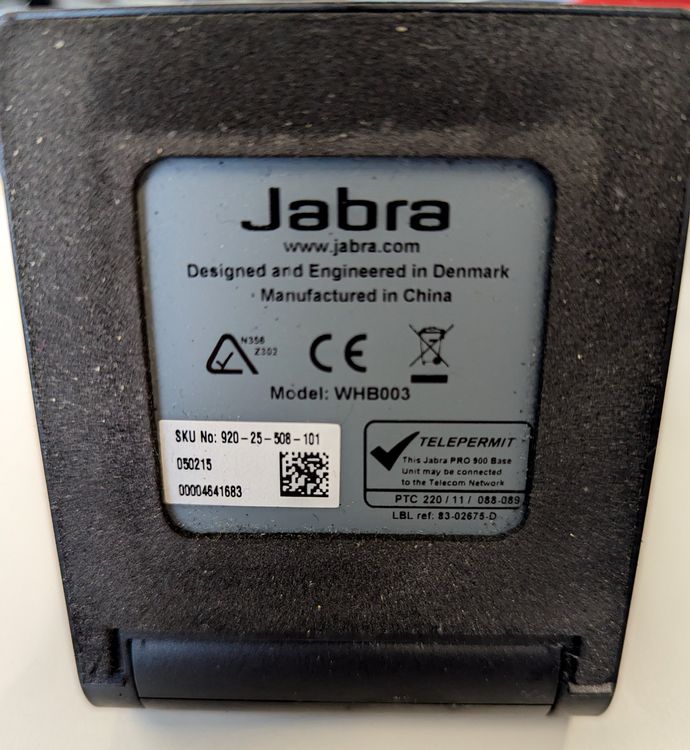 Jabra
www.jabra.com
Designed and Engineered in Denmark
Manufactured in China
N356
Z302
CE
Model: WHB003
SKU No: 920-25-508-101
050215
00004641683
TELEPERMIT
This Jabra PRO 900 Base
Unit may be connected
to the Telecom Network
PTC 220 / 11 / 088-089
LBL ref: 83-02675-D